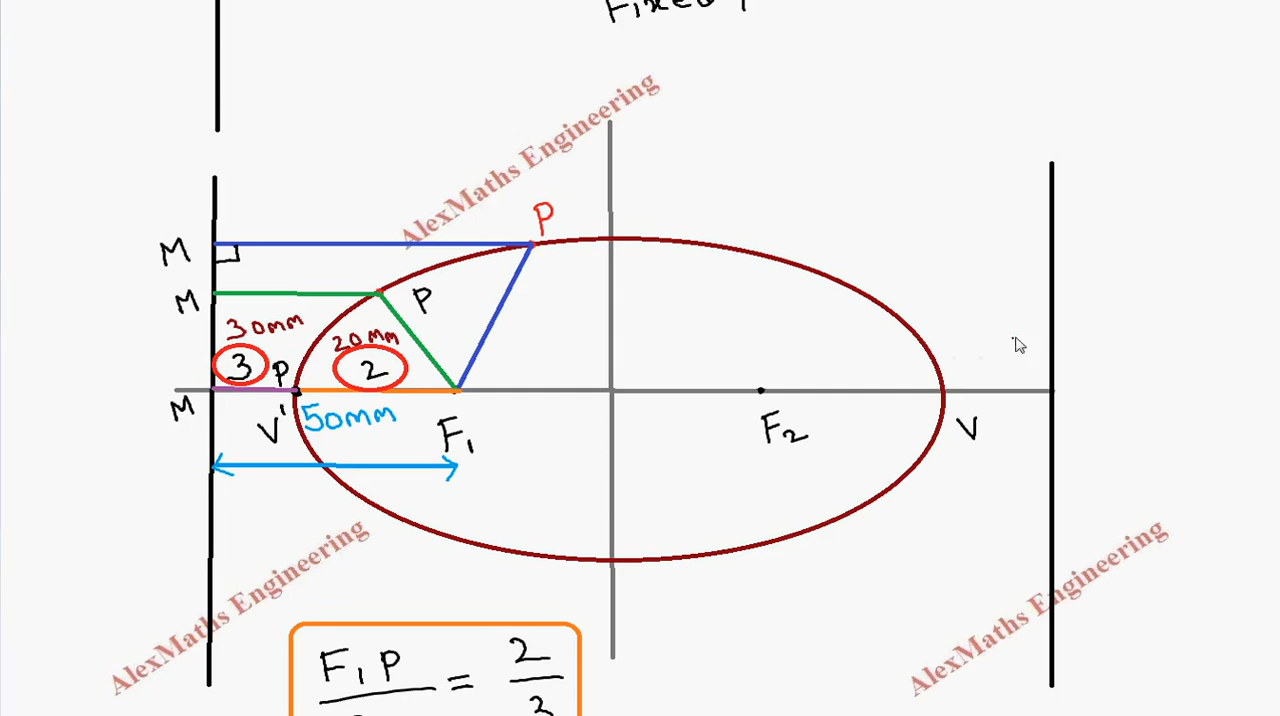 AlexMaths Engineering
P
M
M
P
30mm
20mm
3
P
2
M
V'
50mm
F₁
F₂
V
AlexMaths Engineering
AlexMaths Engineering
F₁P
=
2
3